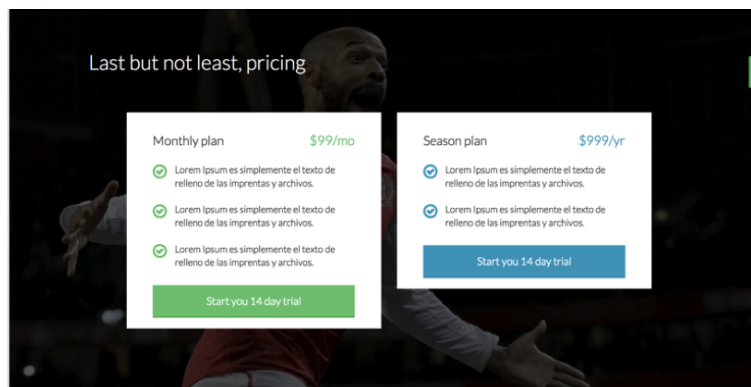 Last but not least, pricing
Monthly plan
$99/mo
Lorem Ipsum es simplemente el texto de
relleno de las imprentas y archivos.
Lorem Ipsum es simplemente el texto de
relleno de las imprentas y archivos.
Lorem Ipsum es simplemente el texto de
relleno de las imprentas y archivos.
Start you 14 day trial
Season plan
$999/yr
Lorem Ipsum es simplemente el texto de
relleno de las imprentas y archivos.
Lorem Ipsum es simplemente el texto de
relleno de las imprentas y archivos.
Start you 14 day trial